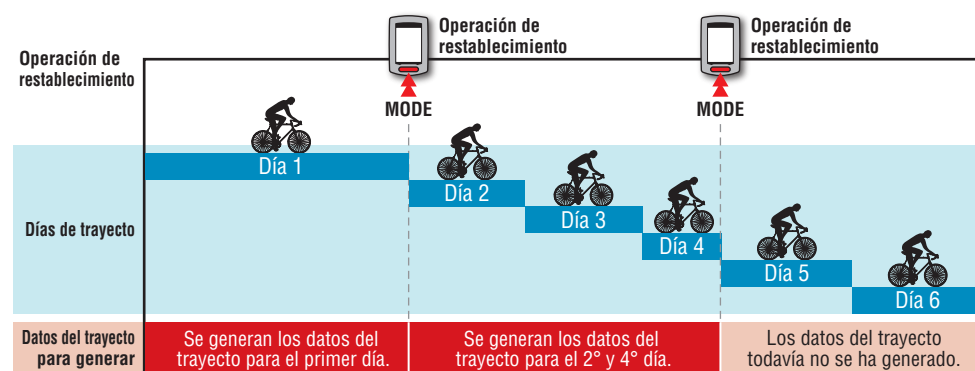 Operación de
restablecimiento
Operación de
restablecimiento
Operación de
restablecimiento
MODE
MODE
Días de trayecto
Día 1
Día 2
Día 3
Día 4
Día 5
Día 6
Datos del trayecto
para generar
Se generan los datos del
trayecto para el primer día.
Se generan los datos del
trayecto para el 2° y 4° día.
Los datos del trayecto
todavía no se ha generado.